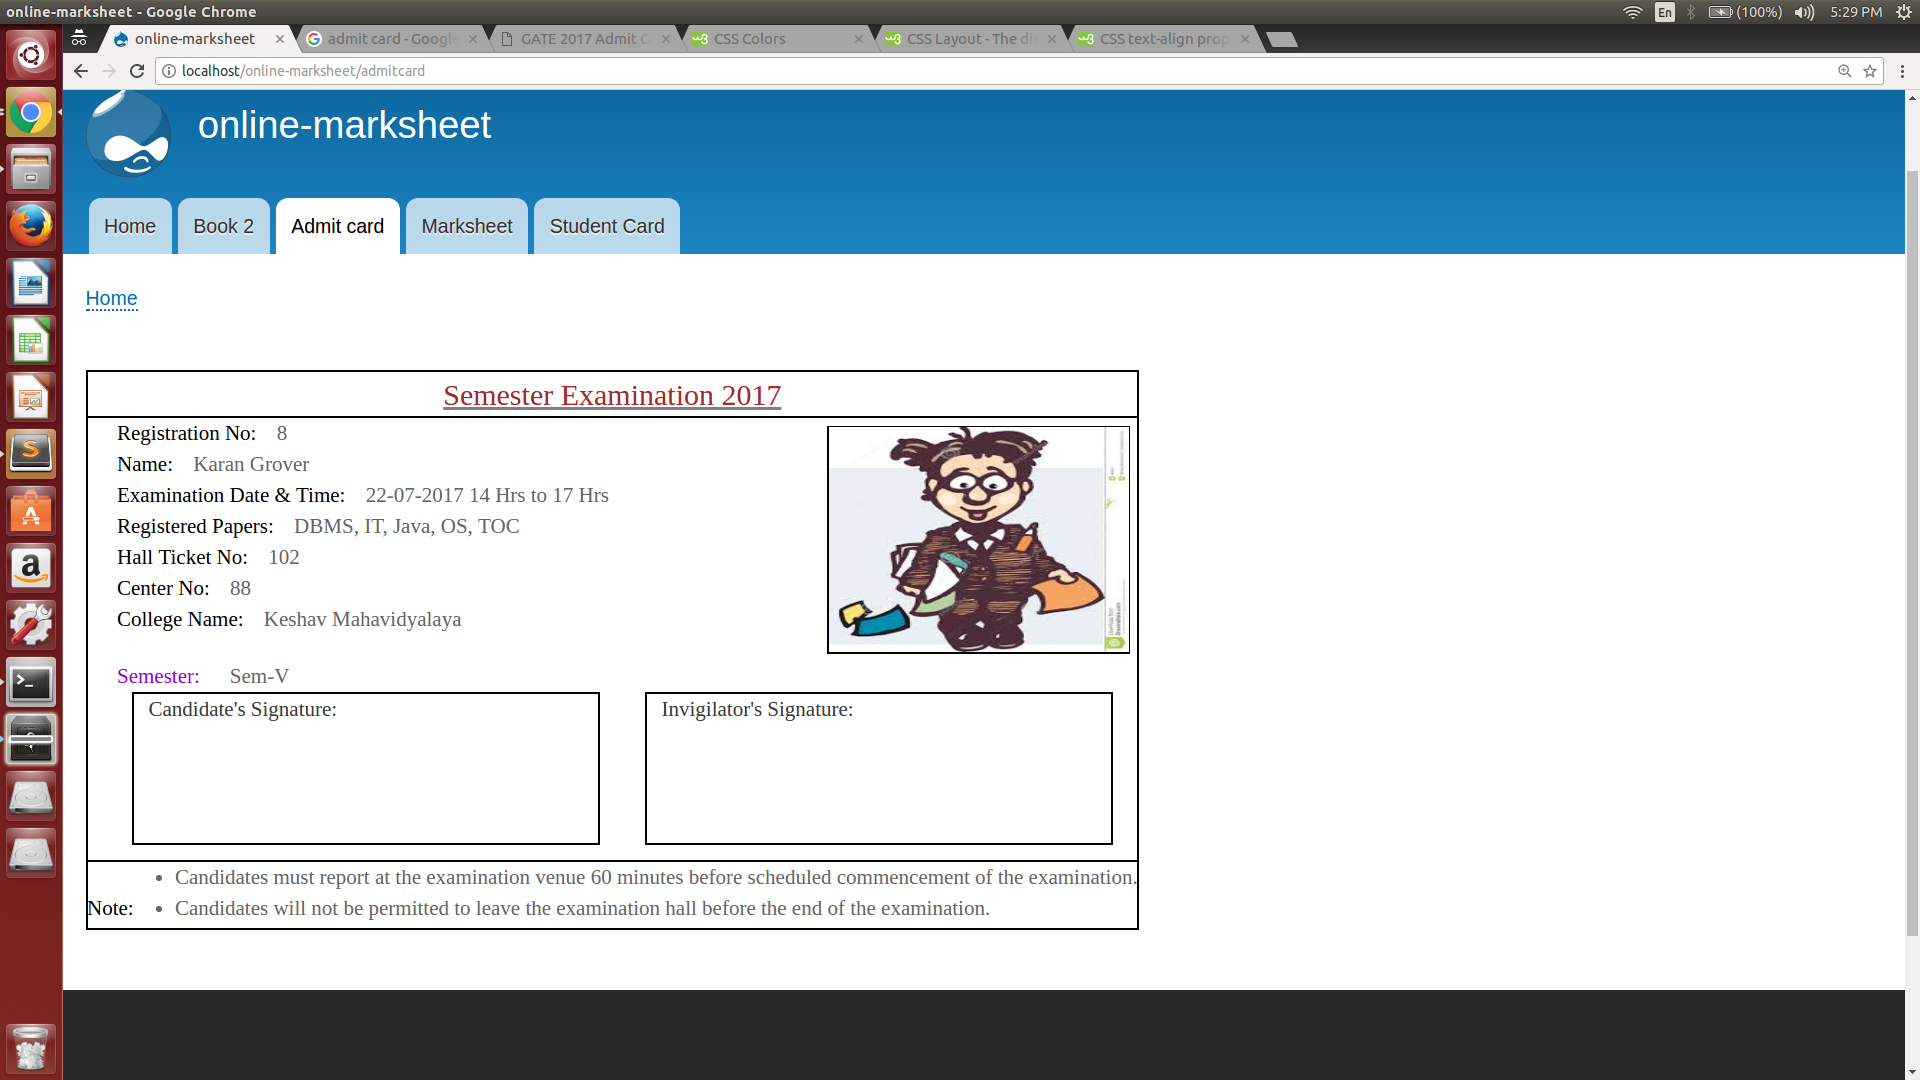 online-marksheet - Google Chrome
En
(100%)
5:29 PM
online-marksheet
admit card - Google
GATE 2017 Admit C
CSS Colors
CSS Layout - The di
CSS text-align prop
localhost/online-marksheet/admitcard
online-marksheet
Home
Book 2
Admit card
Marksheet
Student Card
Home
Semester Examination 2017
Registration No: 8
Name: Karan Grover
Examination Date & Time: 22-07-2017 14 Hrs to 17 Hrs
Registered Papers: DBMS, IT, Java, OS, TOC
Hall Ticket No: 102
Center No: 88
College Name: Keshav Mahavidyalaya
Semester: Sem-V
Candidate's Signature:
Invigilator's Signature:
Note:
• Candidates must report at the examination venue 60 minutes before scheduled commencement of the examination.
• Candidates will not be permitted to leave the examination hall before the end of the examination.